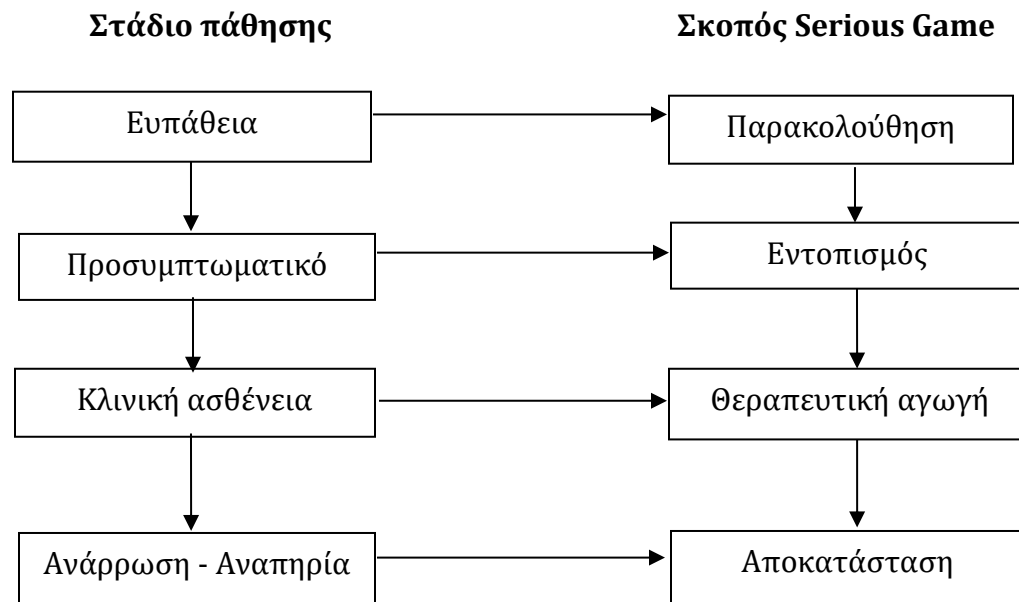 Στάδιο πάθησης
Σκοπός Serious Game
Ευπάθεια
Παρακολούθηση
Προσυμπτωματικό
Εντοπισμός
Κλινική ασθένεια
Θεραπευτική αγωγή
Ανάρρωση - Αναπηρία
Αποκατάσταση